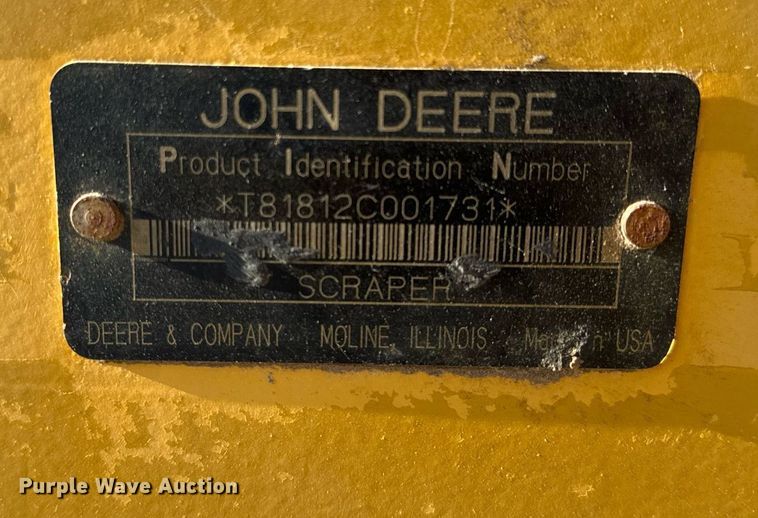 JOHN DEERE
Product Identification Number
*T81812C001731*
SCRAPER
DEERE & COMPANY MOLINE, ILLINOIS USA
Purple Wave Auction